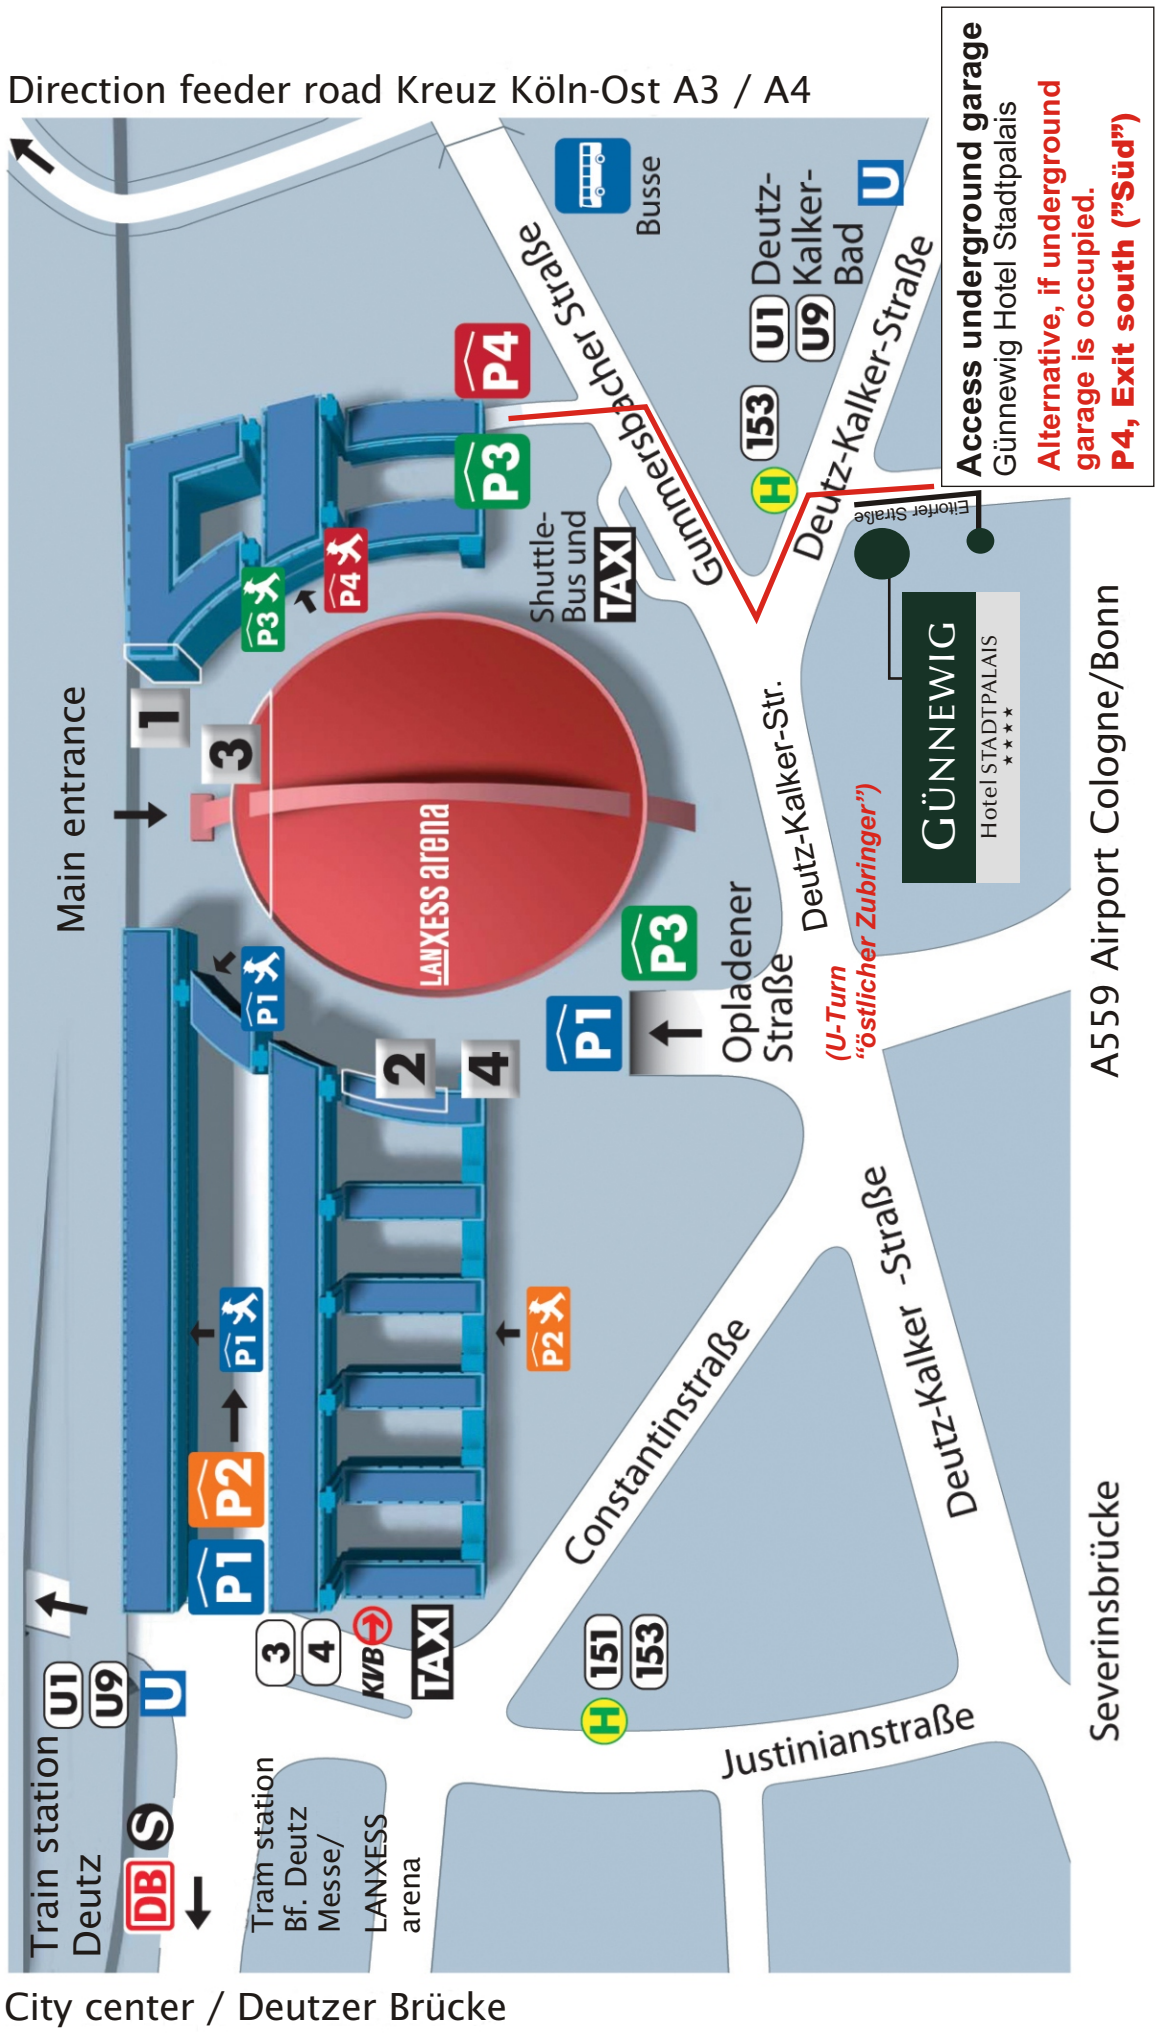 Direction feeder road Kreuz Köln-Ost A3 / A4
Access underground garage
Günnewig Hotel Stadtpalais
Alternative, if underground
garage is occupied.
P4, Exit south ("Süd")
Busse
U1 Deutz-
U9 Kalker-
Bad
U
153
H
Gummersbacher Straße
Deutz-Kalker-Straße
Eitorfer Straße
P4
P3
P3
P4
Shuttle-
Bus und
TAXI
Main entrance
1
3
LANXESS arena
Deutz-Kalker-Str.
GÜNNEWIG
Hotel STADTPALAIS
★★★★
(U-Turn
“östlicher Zubringer”)
A559 Airport Cologne/Bonn
Opladener
Straße
P3
P1
P1
2
4
P1
P2
P2
P1
Constantinstraße
Deutz-Kalker -Straße
Severinsbrücke
3
4
KVB
TAXI
151
153
H
Justinianstraße
U1
U9
U
Train station
Deutz
DB
S
Tram station
Bf. Deutz
Messe/
LANXESS
arena
City center / Deutzer Brücke